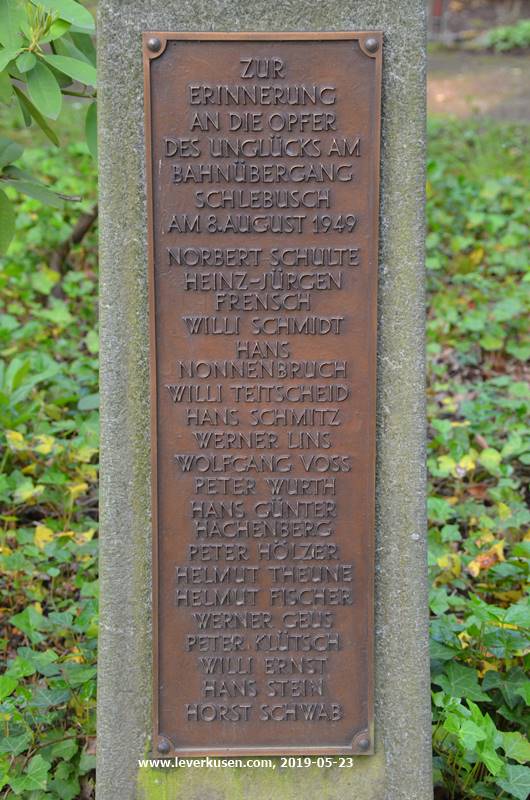 ZUR
ERINNERUNG
AN DIE OPFER
DES UNGLÜCKS AM
BAHNÜBERGANG
SCHLEBUSCH
AM 8. AUGUST 1949
NORBERT SCHULTE
HEINZ-JÜRGEN
FRENSCH
WILLI SCHMIDT
HANS
NONNENBRUCH
WILLI TEITSCHEID
HANS SCHMITZ
WERNER LINS
WOLFGANG VOSS
PETER WURTH
HANS GÜNTER
HACHENBERG
PETER HÖLZER
HELMUT THEUNE
HELMUT FISCHER
WERNER GEUS
PETER KLÜTSCH
WILLI ERNST
HANS STEIN
HORST SCHWAB
www.leverkusen.com, 2019-05-23